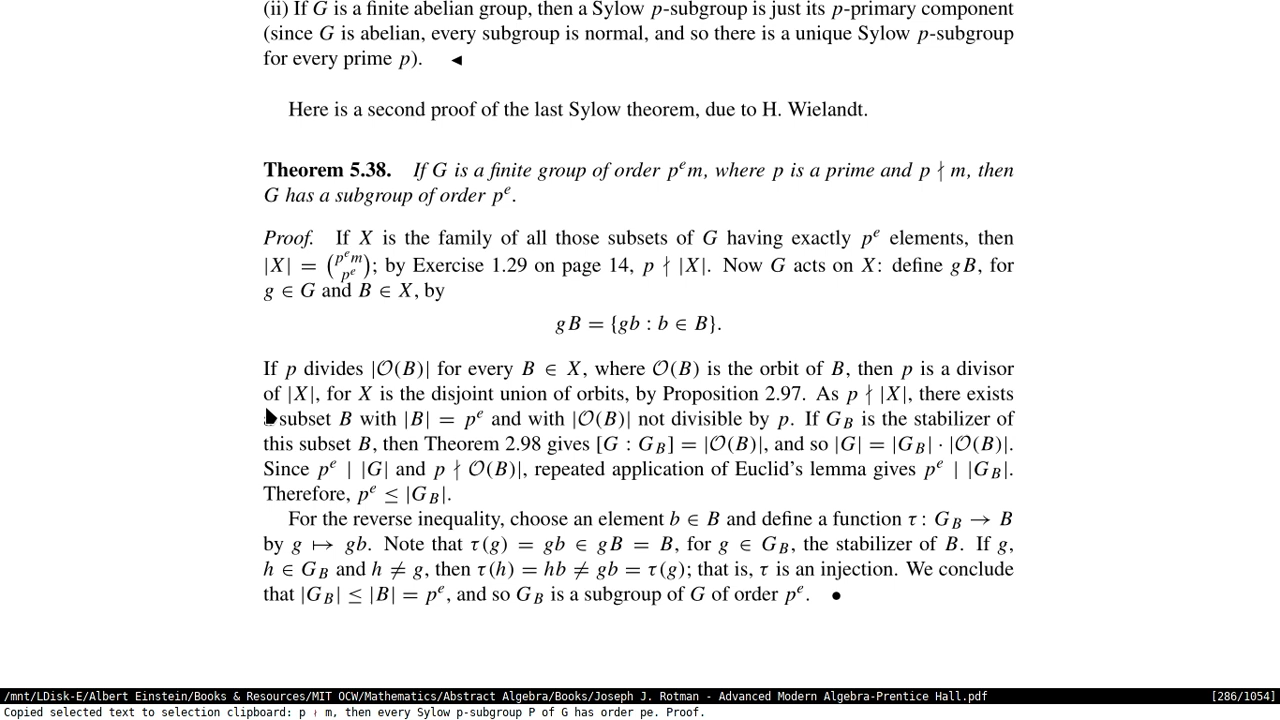 (ii) If G is a finite abelian group, then a Sylow p-subgroup is just its p-primary component
(since G is abelian, every subgroup is normal, and so there is a unique Sylow p-subgroup
for every prime p). ◄
Here is a second proof of the last Sylow theorem, due to H. Wielandt.
Theorem 5.38. If G is a finite group of order pᵉm, where p is a prime and p ∤ m, then
G has a subgroup of order pᵉ.
Proof. If X is the family of all those subsets of G having exactly pᵉ elements, then
|X| = (pᵉm pᵉ); by Exercise 1.29 on page 14, p ∤ |X|. Now G acts on X: define gB, for
g ∈ G and B ∈ X, by
gB = {gb : b ∈ B}.
If p divides |𝒪(B)| for every B ∈ X, where 𝒪(B) is the orbit of B, then p is a divisor
of |X|, for X is the disjoint union of orbits, by Proposition 2.97. As p ∤ |X|, there exists
subset B with |B| = pᵉ and with |𝒪(B)| not divisible by p. If G_B is the stabilizer of
this subset B, then Theorem 2.98 gives [G : G_B] = |𝒪(B)|, and so |G| = |G_B| · |𝒪(B)|.
Since pᵉ | |G| and p ∤ 𝒪(B)|, repeated application of Euclid's lemma gives pᵉ | |G_B|.
Therefore, pᵉ ≤ |G_B|.
For the reverse inequality, choose an element b ∈ B and define a function τ : G_B → B
by g ↦ gb. Note that τ(g) = gb ∈ gB = B, for g ∈ G_B, the stabilizer of B. If g,
h ∈ G_B and h ≠ g, then τ(h) = hb ≠ gb = τ(g); that is, τ is an injection. We conclude
that |G_B| ≤ |B| = pᵉ, and so G_B is a subgroup of G of order pᵉ. •
/mnt/LDisk-E/Albert Einstein/Books & Resources/MIT OCW/Mathematics/Abstract Algebra/Books/Joseph J. Rotman - Advanced Modern Algebra-Prentice Hall.pdf [286/1054]
Copied selected text to selection clipboard: p ∤ m, then every Sylow p-subgroup P of G has order pe. Proof.